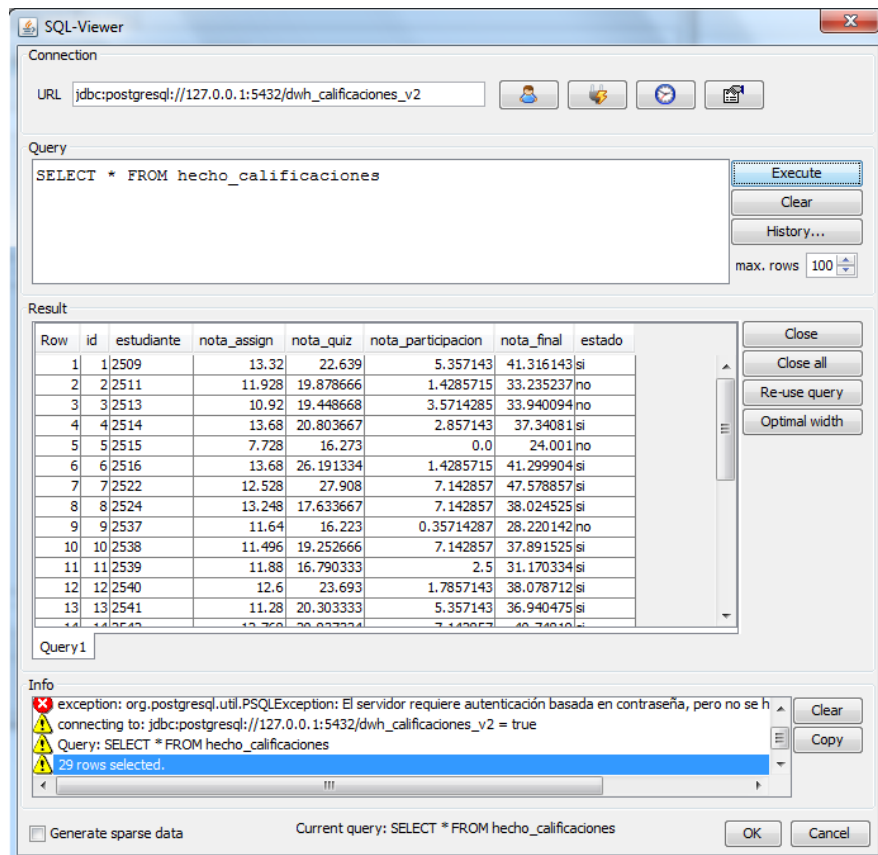 SQL-Viewer
Connection
URL jdbc:postgresql://127.0.0.1:5432/dwh_calificaciones_v2
Query
SELECT * FROM hecho_calificaciones
Execute
Clear
History...
max. rows 100
Result
Row id estudiante nota_assign nota_quiz nota_participacion nota_final estado
1 1 2509 13.32 22.639 5.357143 41.316143 si
2 2 2511 11.928 19.878666 1.4285715 33.235237 no
3 3 2513 10.92 19.448668 3.5714285 33.940094 no
4 4 2514 13.68 20.803667 2.857143 37.34081 si
5 5 2515 7.728 16.273 0.0 24.001 no
6 6 2516 13.68 26.191334 1.4285715 41.299904 si
7 7 2522 12.528 27.908 7.142857 47.578857 si
8 8 2524 13.248 17.633667 7.142857 38.024525 si
9 9 2537 11.64 16.223 0.35714287 28.220142 no
10 10 2538 11.496 19.252666 7.142857 37.891525 si
11 11 2539 11.88 16.790333 2.5 31.170334 si
12 12 2540 12.6 23.693 1.7857143 38.078712 si
13 13 2541 11.28 20.303333 5.357143 36.940475 si
Close
Close all
Re-use query
Optimal width
Query1
Info
exception: org.postgresql.util.PSQLException: El servidor requiere autenticación basada en contraseña, pero no se h
connecting to: jdbc:postgresql://127.0.0.1:5432/dwh_calificaciones_v2 = true
Query: SELECT * FROM hecho_calificaciones
29 rows selected.
Clear
Copy
Generate sparse data
Current query: SELECT * FROM hecho_calificaciones
OK
Cancel